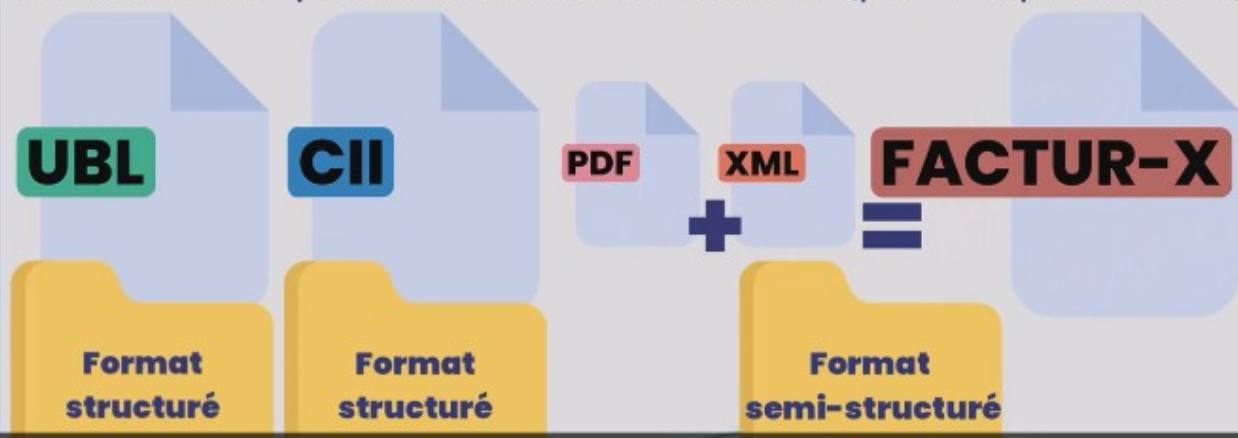 UBL
CII
PDF
+
XML
=
FACTUR-X
Format
structuré
Format
structuré
Format
semi-structuré